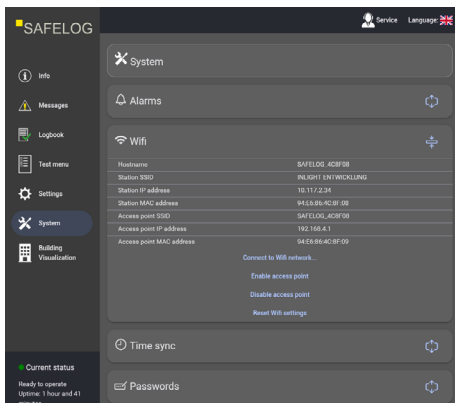 SAFELOG
Service Language:
Info
Messages
Logbook
Test menu
Settings
System
Building
Visualization
Current status
Ready to operate
Uptime: 1 hour and 41
minutes
System
Alarms
Wifi
Hostname SAFELOG_4C8F08
Station SSID INLIGHT ENTWICKLUNG
Station IP address 10.117.2.34
Station MAC address 94:E6:86:4C:8F:08
Access point SSID SAFELOG_4C8F08
Access point IP address 192.168.4.1
Access point MAC address 94:E6:86:4C:8F:09
Connect to Wifi network...
Enable access point
Disable access point
Reset Wifi settings
Time sync
Passwords